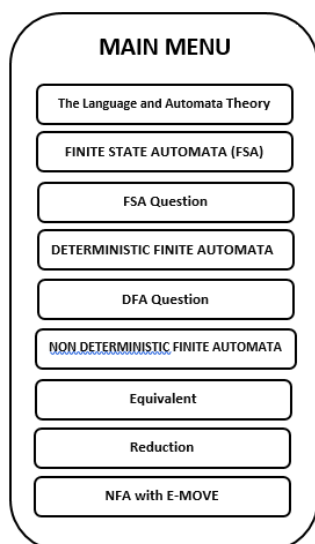 MAIN MENU
The Language and Automata Theory
FINITE STATE AUTOMATA (FSA)
FSA Question
DETERMINISTIC FINITE AUTOMATA
DFA Question
NON DETERMINISTIC FINITE AUTOMATA
Equivalent
Reduction
NFA with E-MOVE